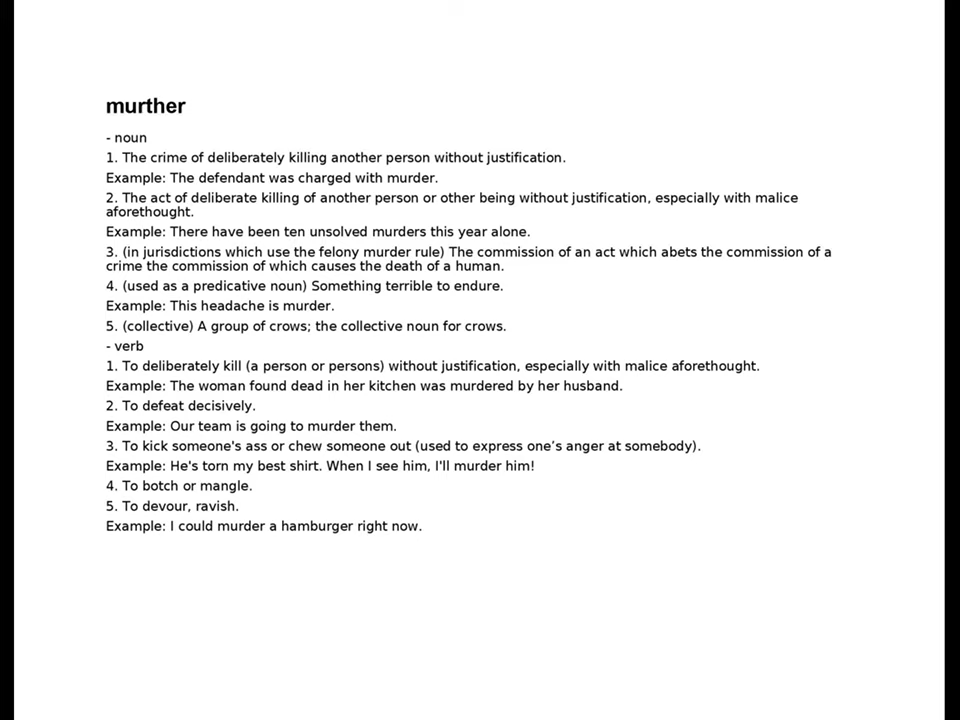 murther
- noun
1. The crime of deliberately killing another person without justification.
Example: The defendant was charged with murder.
2. The act of deliberate killing of another person or other being without justification, especially with malice
aforethought.
Example: There have been ten unsolved murders this year alone.
3. (in jurisdictions which use the felony murder rule) The commission of an act which abets the commission of a
crime the commission of which causes the death of a human.
4. (used as a predicative noun) Something terrible to endure.
Example: This headache is murder.
5. (collective) A group of crows; the collective noun for crows.
- verb
1. To deliberately kill (a person or persons) without justification, especially with malice aforethought.
Example: The woman found dead in her kitchen was murdered by her husband.
2. To defeat decisively.
Example: Our team is going to murder them.
3. To kick someone's ass or chew someone out (used to express one’s anger at somebody).
Example: He's torn my best shirt. When I see him, I'll murder him!
4. To botch or mangle.
5. To devour, ravish.
Example: I could murder a hamburger right now.